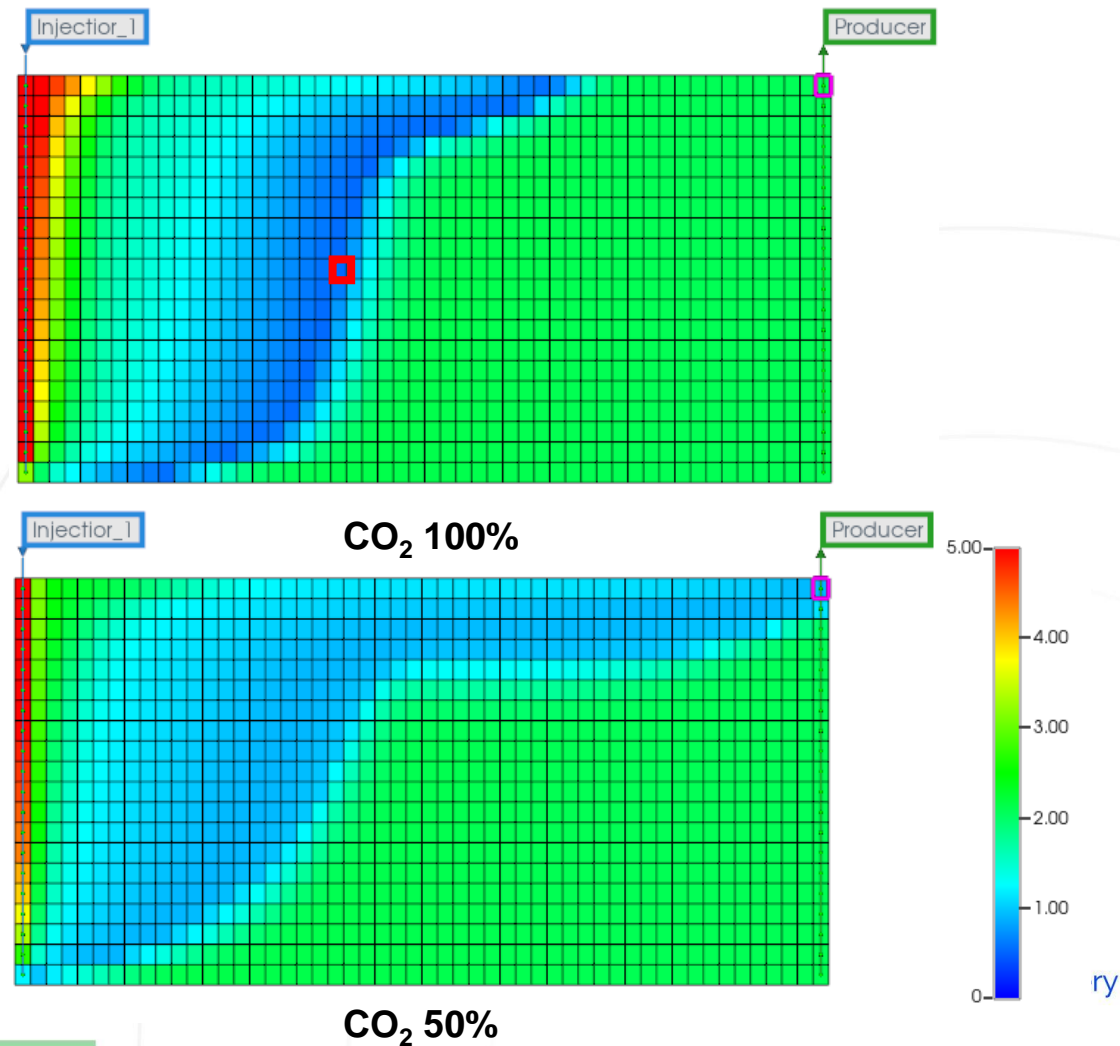 Injectior_1
Producer
CO₂ 100%
Injectior_1
Producer
5.00
4.00
3.00
2.00
1.00
0
ry
CO₂ 50%